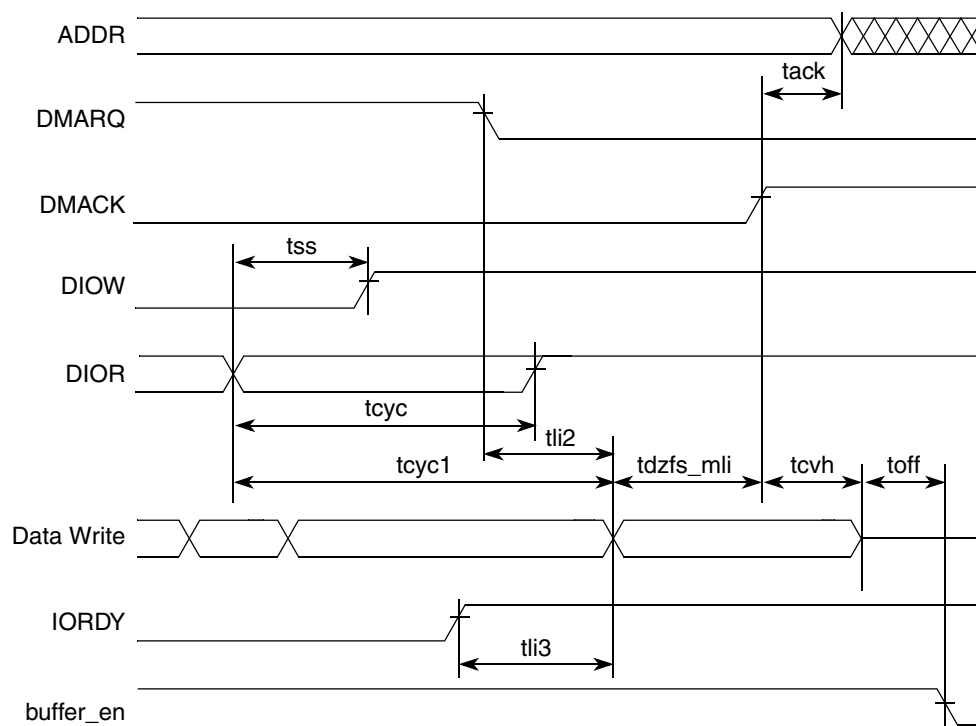 ADDR
tack
DMARQ
DMACK
tss
DIOW
DIOR
tcyc
tli2
tcyc1
tdzfs_mli
tcvh
toff
Data Write
IORDY
tli3
buffer_en